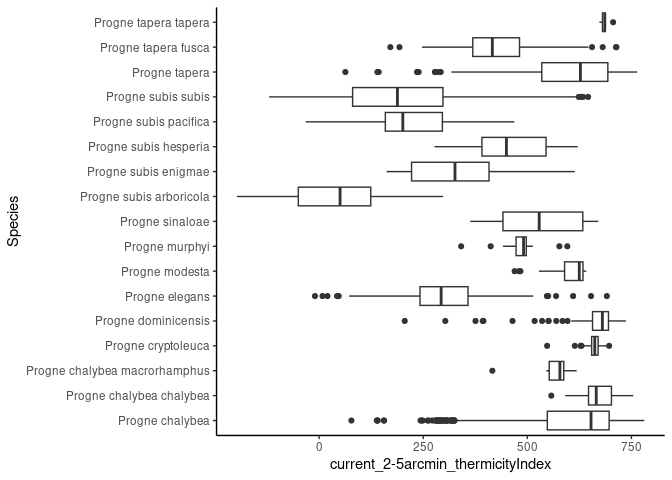 Species
Progne tapera tapera
Progne tapera fusca
Progne tapera
Progne subis subis
Progne subis pacifica
Progne subis hesperia
Progne subis enigmae
Progne subis arboricola
Progne sinaloae
Progne murphyi
Progne modesta
Progne elegans
Progne dominicensis
Progne cryptoleuca
Progne chalybea macrorhamphus
Progne chalybea chalybea
Progne chalybea
0 250 500 750
current_2-5arcmin_thermicityIndex